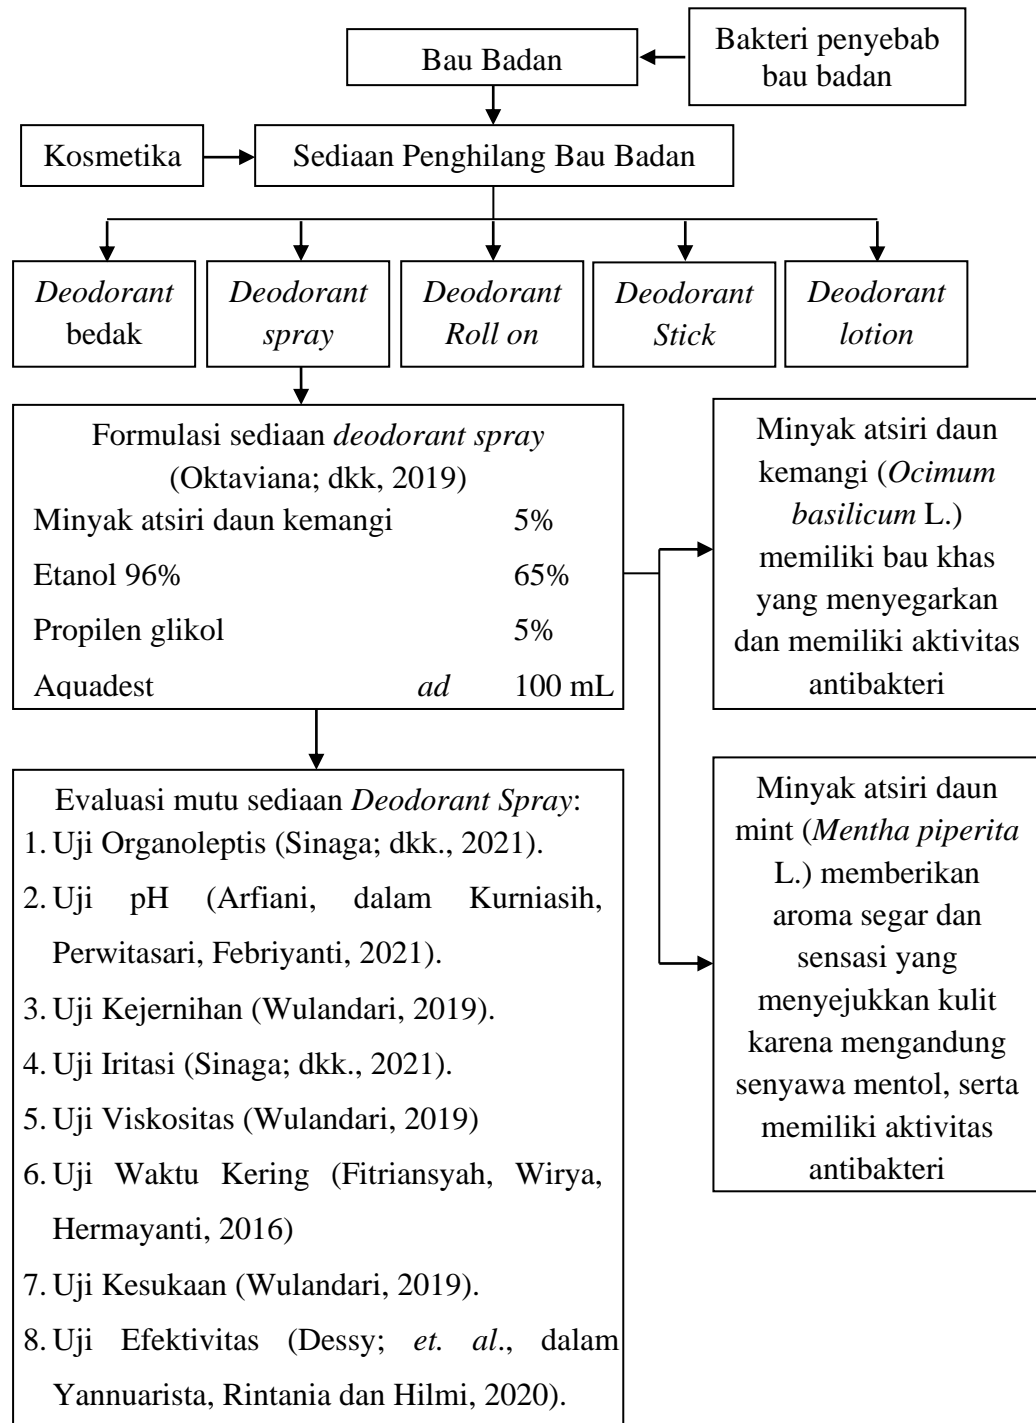 Bau Badan
Bakteri penyebab
bau badan
Kosmetika
Sediaan Penghilang Bau Badan
Deodorant
bedak
Deodorant
spray
Deodorant
Roll on
Deodorant
Stick
Deodorant
lotion
Formulasi sediaan deodorant spray
(Oktaviana; dkk, 2019)
Minyak atsiri daun kemangi 5%
Etanol 96% 65%
Propilen glikol 5%
Aquadest ad 100 mL
Minyak atsiri daun
kemangi (Ocimum
basilicum L.)
memiliki bau khas
yang menyegarkan
dan memiliki aktivitas
antibakteri
Evaluasi mutu sediaan Deodorant Spray:
1. Uji Organoleptis (Sinaga; dkk., 2021).
2. Uji pH (Arfiani, dalam Kurniasih,
Perwitasari, Febriyanti, 2021).
3. Uji Kejernihan (Wulandari, 2019).
4. Uji Iritasi (Sinaga; dkk., 2021).
5. Uji Viskositas (Wulandari, 2019)
6. Uji Waktu Kering (Fitriansyah, Wirya,
Hermayanti, 2016)
7. Uji Kesukaan (Wulandari, 2019).
8. Uji Efektivitas (Dessy; et. al., dalam
Yannuarista, Rintania dan Hilmi, 2020).
Minyak atsiri daun
mint (Mentha piperita
L.) memberikan
aroma segar dan
sensasi yang
menyejukkan kulit
karena mengandung
senyawa mentol, serta
memiliki aktivitas
antibakteri